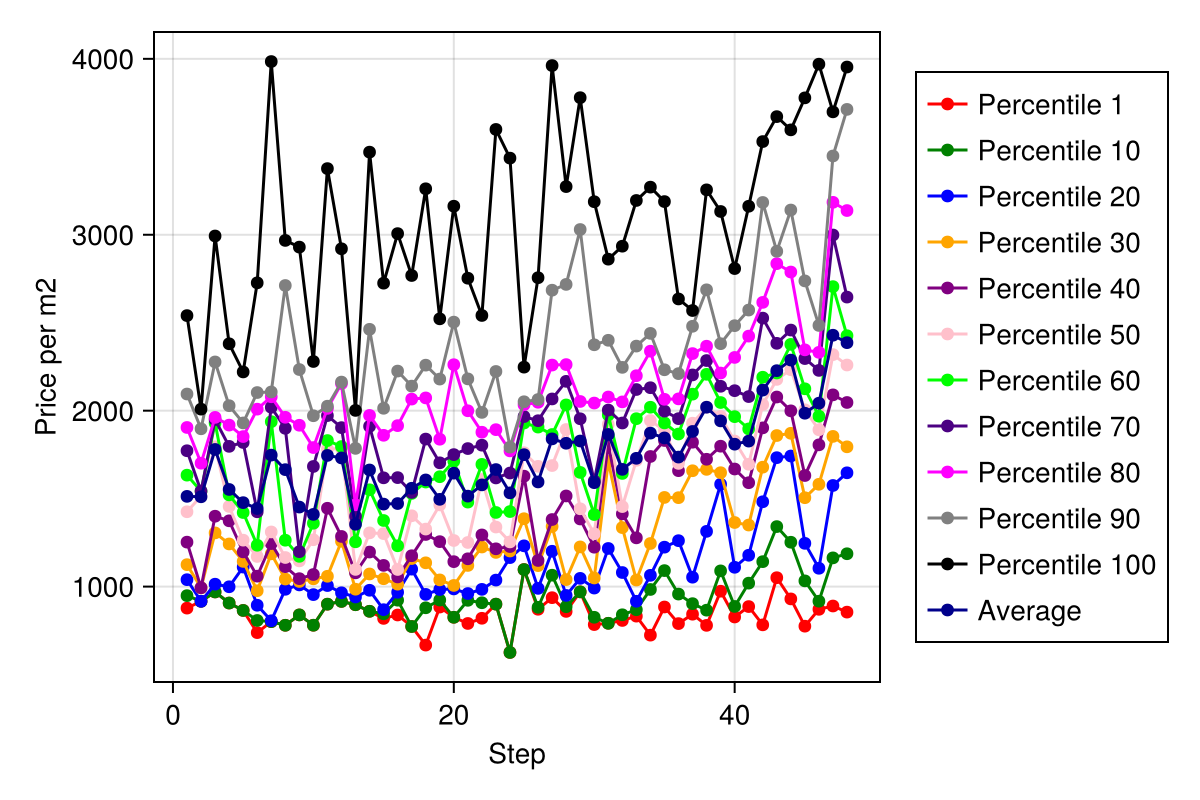 4000
3000
2000
1000
Price per m2
0
20
40
Step
Percentile 1
Percentile 10
Percentile 20
Percentile 30
Percentile 40
Percentile 50
Percentile 60
Percentile 70
Percentile 80
Percentile 90
Percentile 100
Average